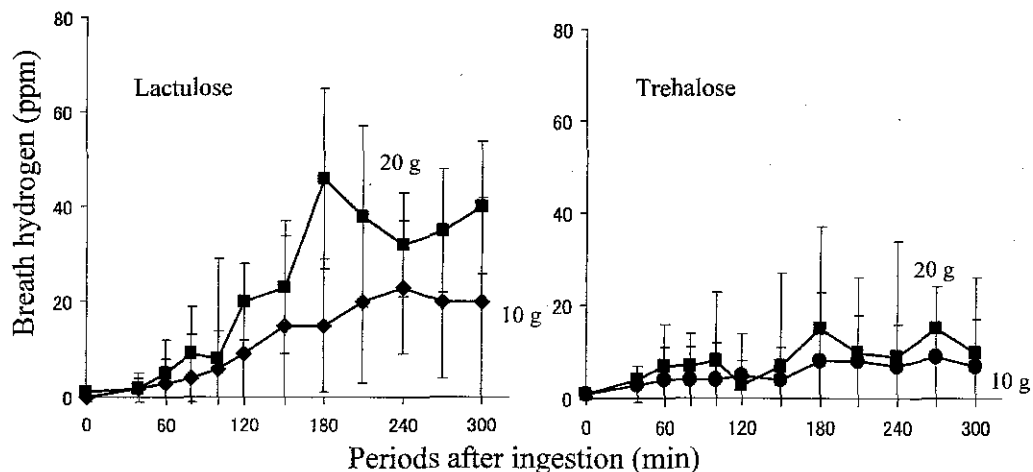 80
60
40
20
0
Breath hydrogen (ppm)
Lactulose
20 g
10 g
0 60 120 180 240 300
80
60
40
20
0
Trehalose
20 g
10 g
0 60 120 180 240 300
Periods after ingestion (min)